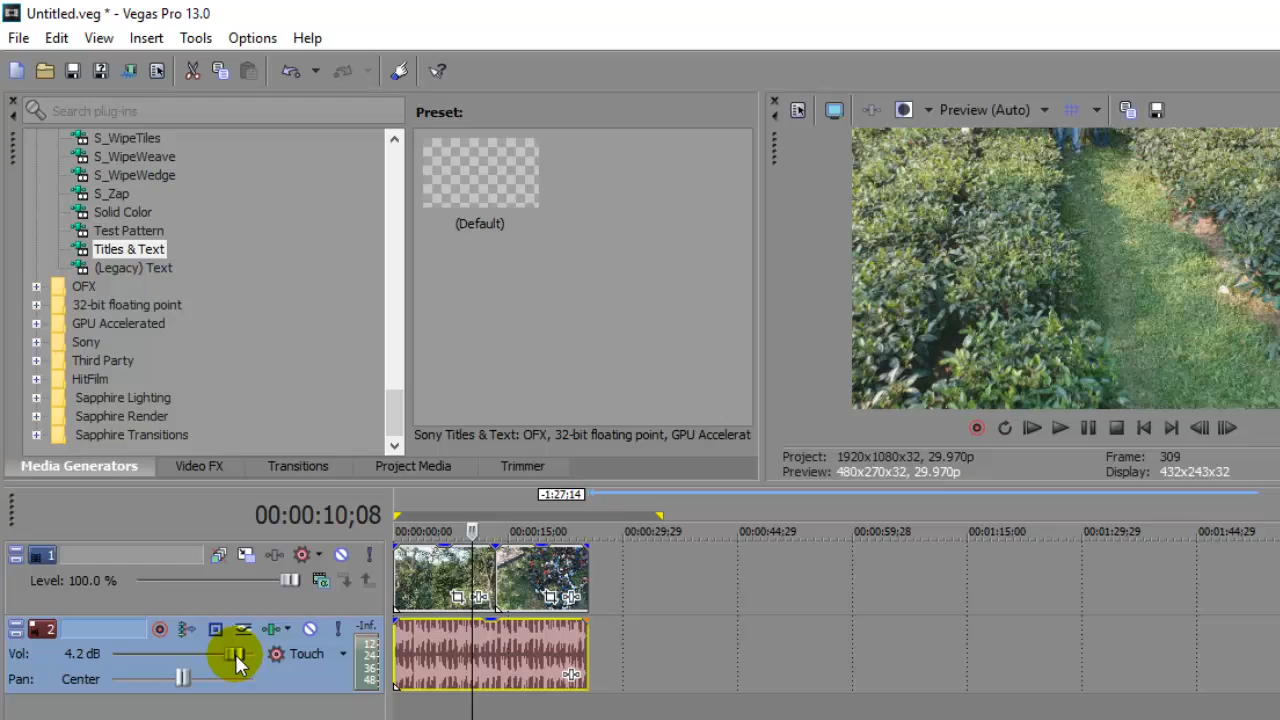 Untitled.veg * - Vegas Pro 13.0
File Edit View Insert Tools Options Help
Search plug-ins
S_WipeTiles
S_WipeWeave
S_WipeWedge
S_Zap
Solid Color
Test Pattern
Titles & Text
(Legacy) Text
OFX
32-bit floating point
GPU Accelerated
Sony
Third Party
HitFilm
Sapphire Lighting
Sapphire Render
Sapphire Transitions
Preset:
(Default)
Sony Titles & Text: OFX, 32-bit floating point, GPU Accelerat
Media Generators Video FX Transitions Project Media Trimmer
Preview (Auto)
Project: 1920x1080x32, 29.970p Frame: 309
Preview: 480x270x32, 29.970p Display: 432x243x32
-1:27;14
00:00:10;08
00:00:00;00 00:00:15;00 00:00:29;29 00:00:44;29 00:00:59;28 00:01:15;00 00:01:29;29 00:01:44;29
1
Level: 100.0 %
2 -Inf.
Vol: 4.2 dB Touch
Pan: Center
12
24
36
48